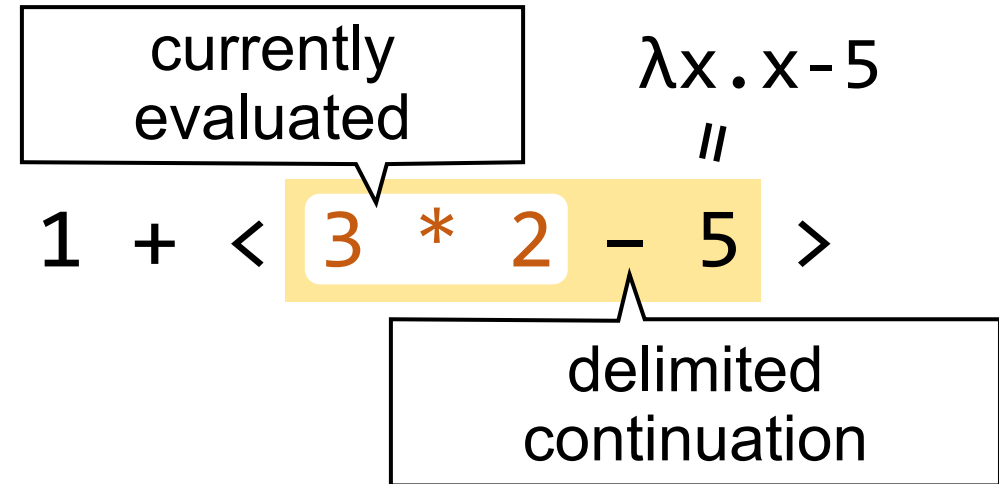 currently
evaluated
λx.x-5
=
1 + < 3 * 2 - 5 >
delimited
continuation